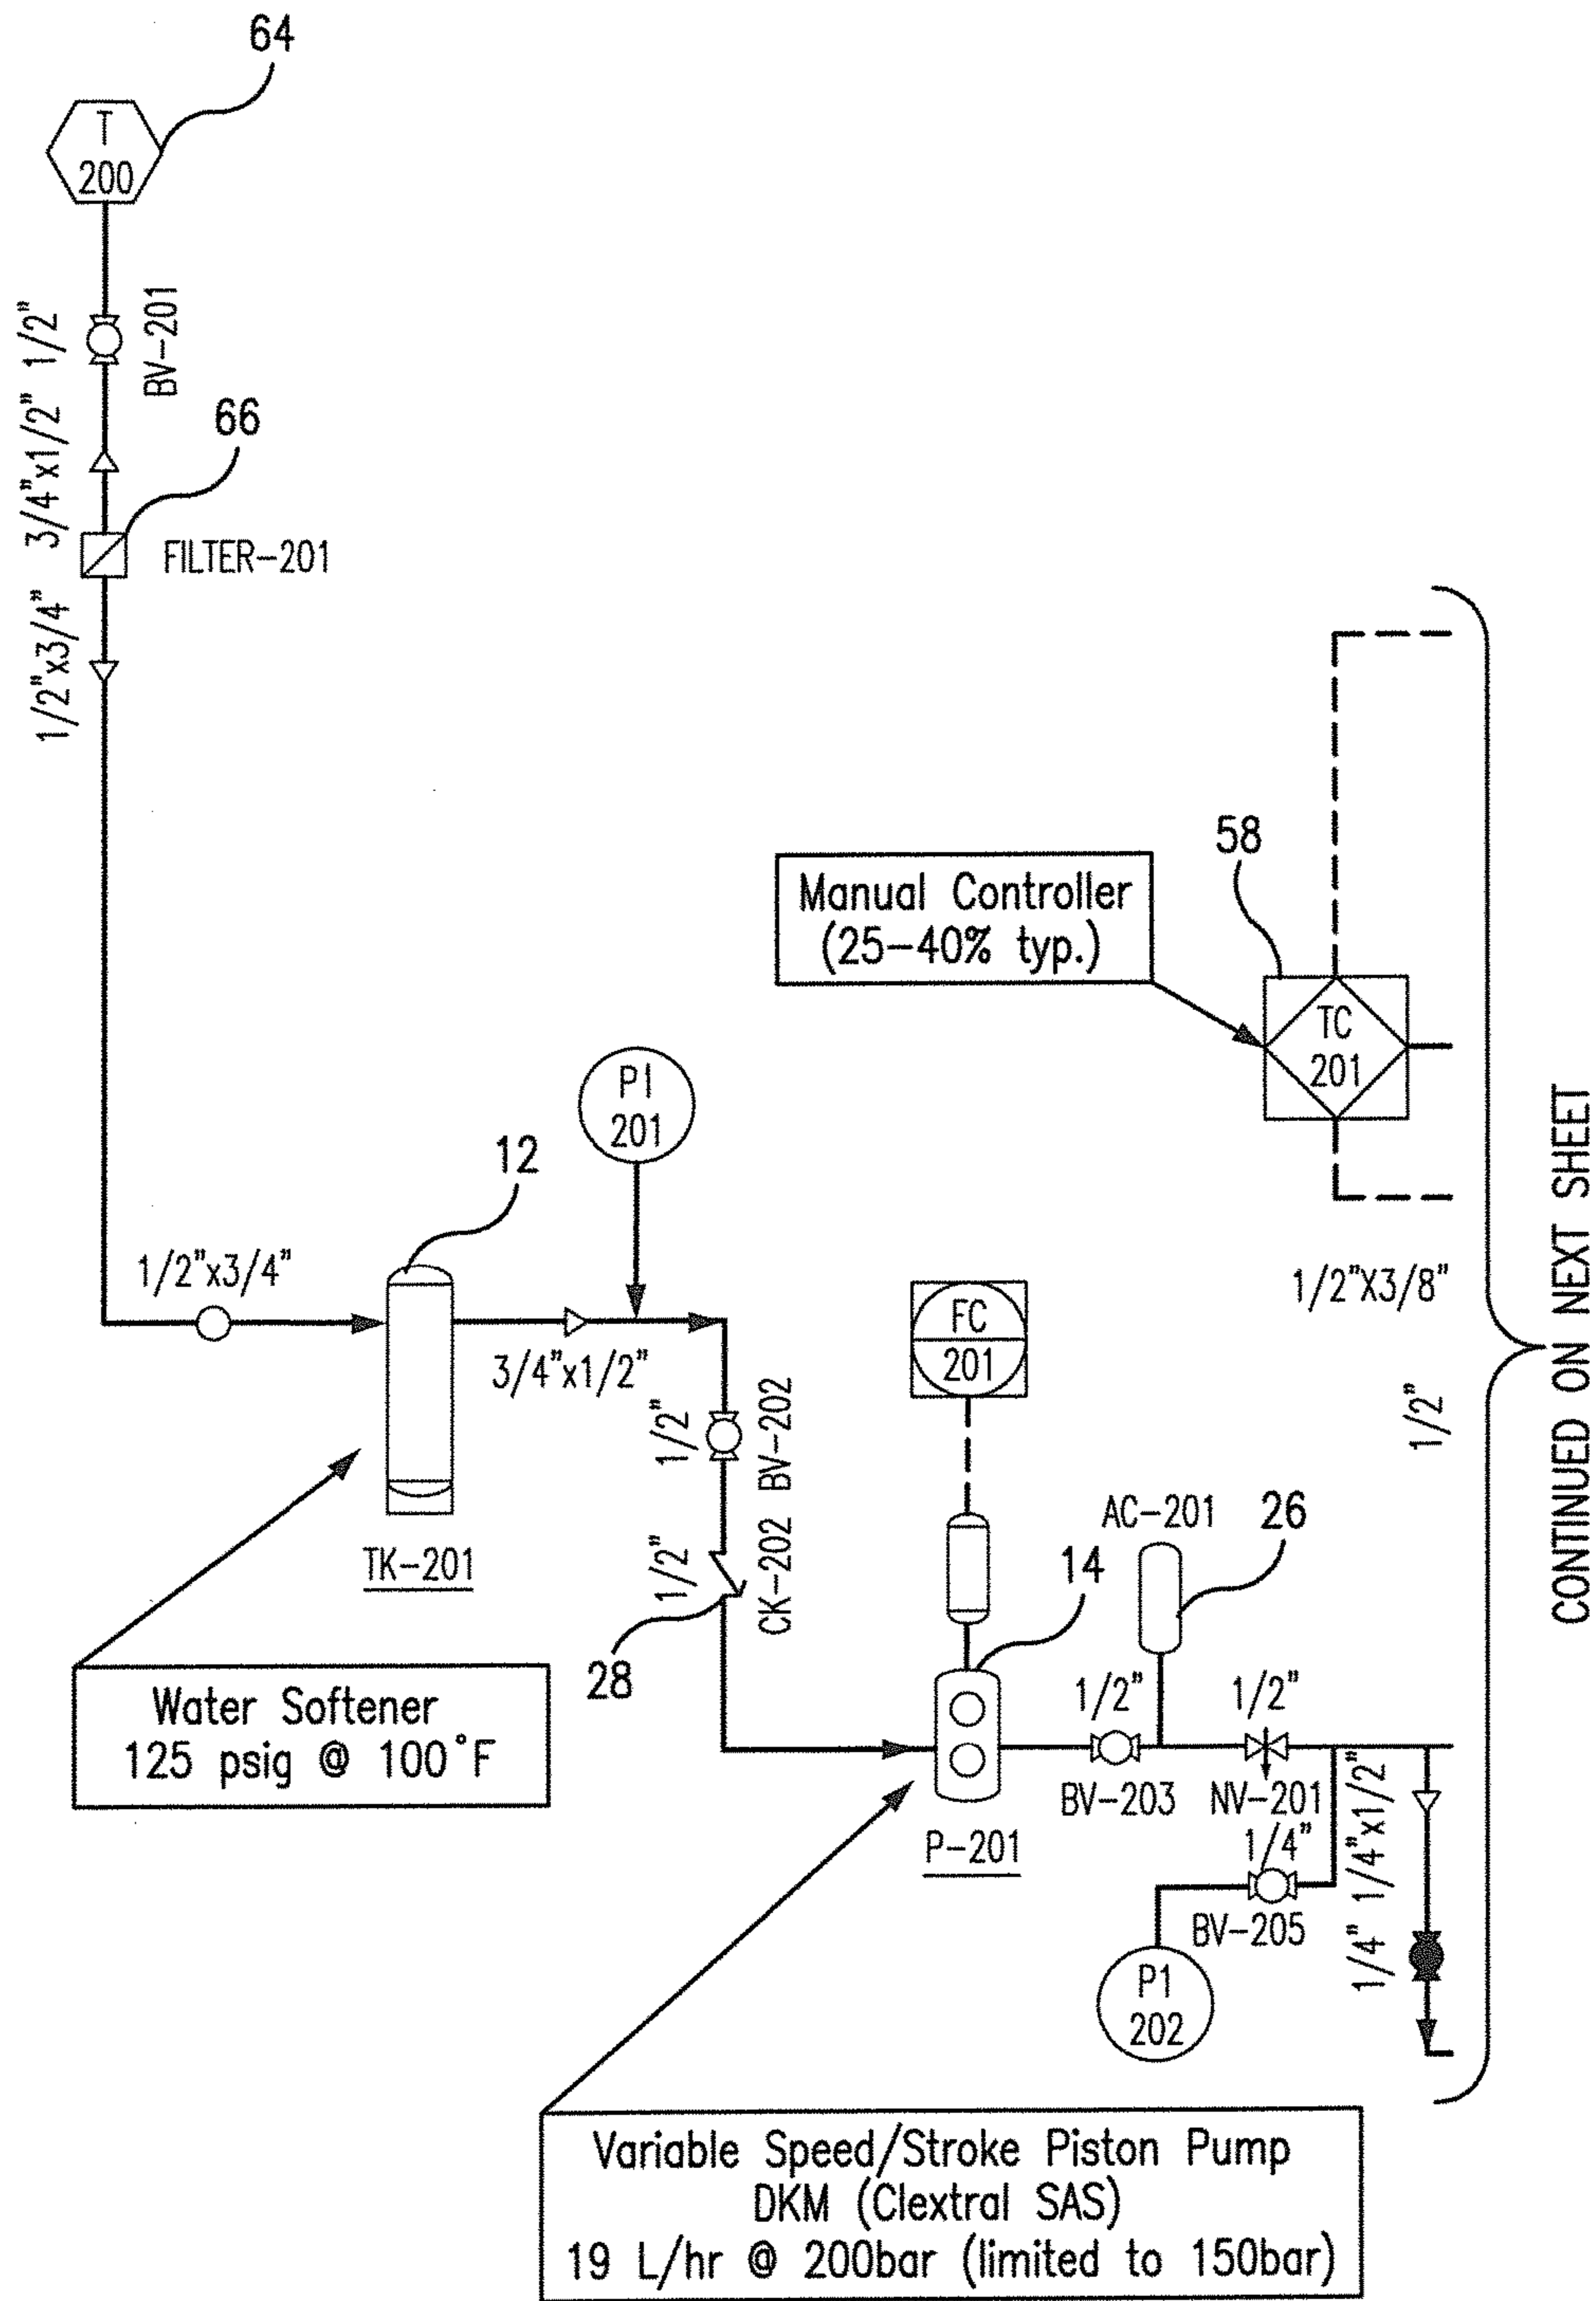 64
T
200
1/2"
BV-201
3/4"x1/2"
66
FILTER-201
1/2"x3/4"
58
Manual Controller
(25-40% typ.)
TC
201
PI
201
12
1/2"x3/4"
3/4"x1/2"
1/2"X3/8"
FC
201
1/2"
BV-202
1/2"
CONTINUED ON NEXT SHEET
TK-201
1/2"
CK-202
AC-201
26
14
28
Water Softener
125 psig @ 100°F
1/2"
1/2"
BV-203
NV-201
P-201
1/4"
BV-205
1/4"x1/2"
1/4"
P1
202
Variable Speed/Stroke Piston Pump
DKM (Clextral SAS)
19 L/hr @ 200bar (limited to 150bar)